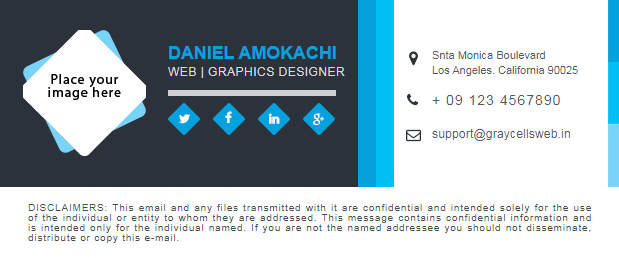 Place your
image here
DANIEL AMOKACHI
WEB | GRAPHICS DESIGNER
Snta Monica Boulevard
Los Angeles. California 90025
+ 09 123 4567890
support@graycellsweb.in
DISCLAIMERS: This email and any files transmitted with it are confidential and intended solely for the use
of the individual or entity to whom they are addressed. This message contains confidential information and
is intended only for the individual named. If you are not the named addressee you should not disseminate,
distribute or copy this e-mail.